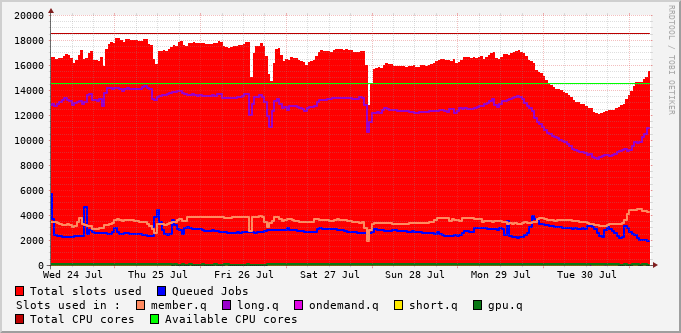 20000
18000
16000
14000
12000
10000
8000
6000
4000
2000
0
Wed 24 Jul Thu 25 Jul Fri 26 Jul Sat 27 Jul Sun 28 Jul Mon 29 Jul Tue 30 Jul
Total slots used Queued Jobs
Slots used in : member.q long.q ondemand.q short.q gpu.q
Total CPU cores Available CPU cores
RRDTOOL / TOBI OETIKER